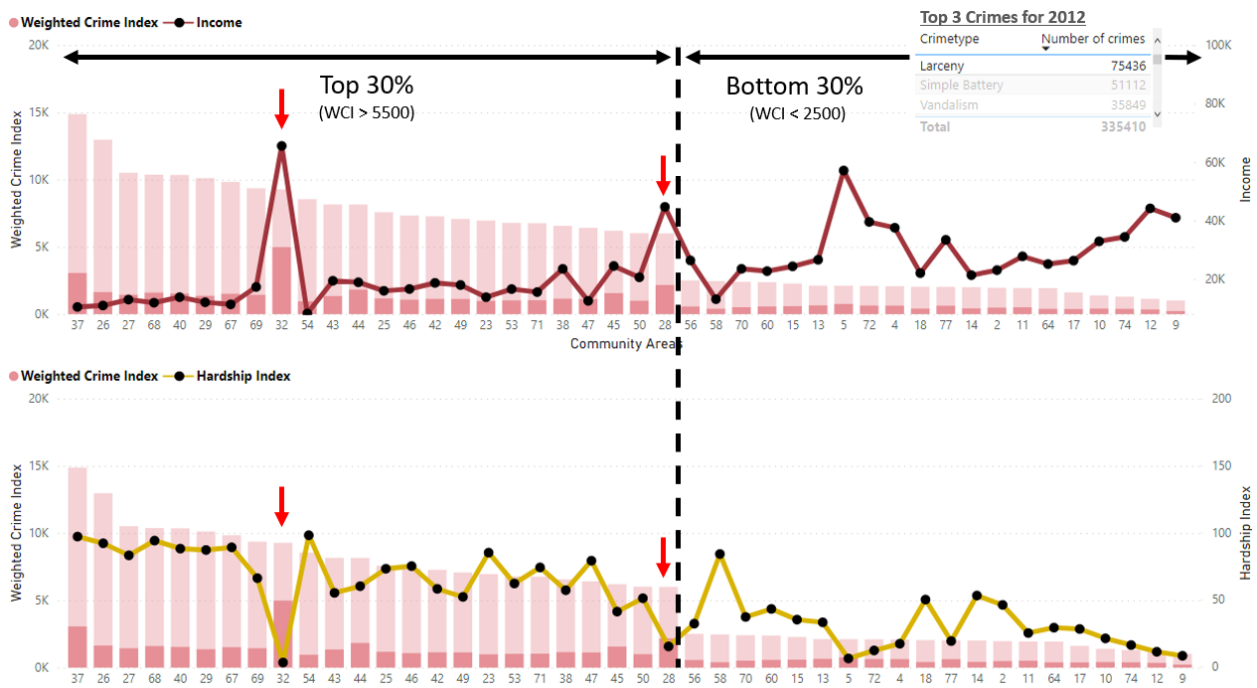 Weighted Crime Index Income
Top 3 Crimes for 2012
Crimetype Number of crimes
Larceny 75436
Simple Battery 51112
Vandalism 35849
Total 335410
Top 30%
(WCI > 5500)
Bottom 30%
(WCI < 2500)
20K
15K
10K
5K
0K
Weighted Crime Index
100K
80K
60K
40K
20K
0K
Income
37 26 27 68 40 29 67 69 32 54 43 44 25 46 42 49 23 53 71 38 47 45 50 28 56 58 70 60 15 13 5 72 4 18 77 14 2 11 64 17 10 74 12 9
Community Areas
Weighted Crime Index Hardship Index
20K
15K
10K
5K
0K
Weighted Crime Index
200
150
100
50
0
Hardship Index
37 26 27 68 40 29 67 69 32 54 43 44 25 46 42 49 23 53 71 38 47 45 50 28 56 58 70 60 15 13 5 72 4 18 77 14 2 11 64 17 10 74 12 9